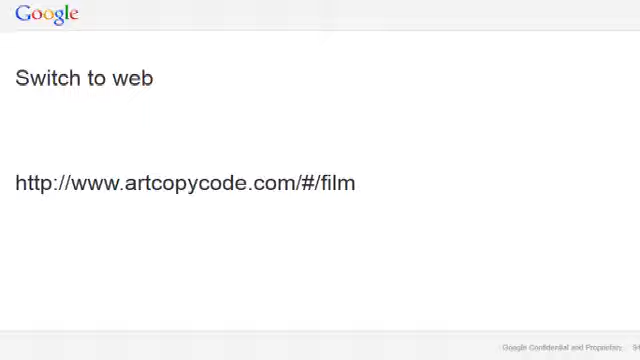 Google
Switch to web
http://www.artcopycode.com/#/film
Google Confidential and Proprietary